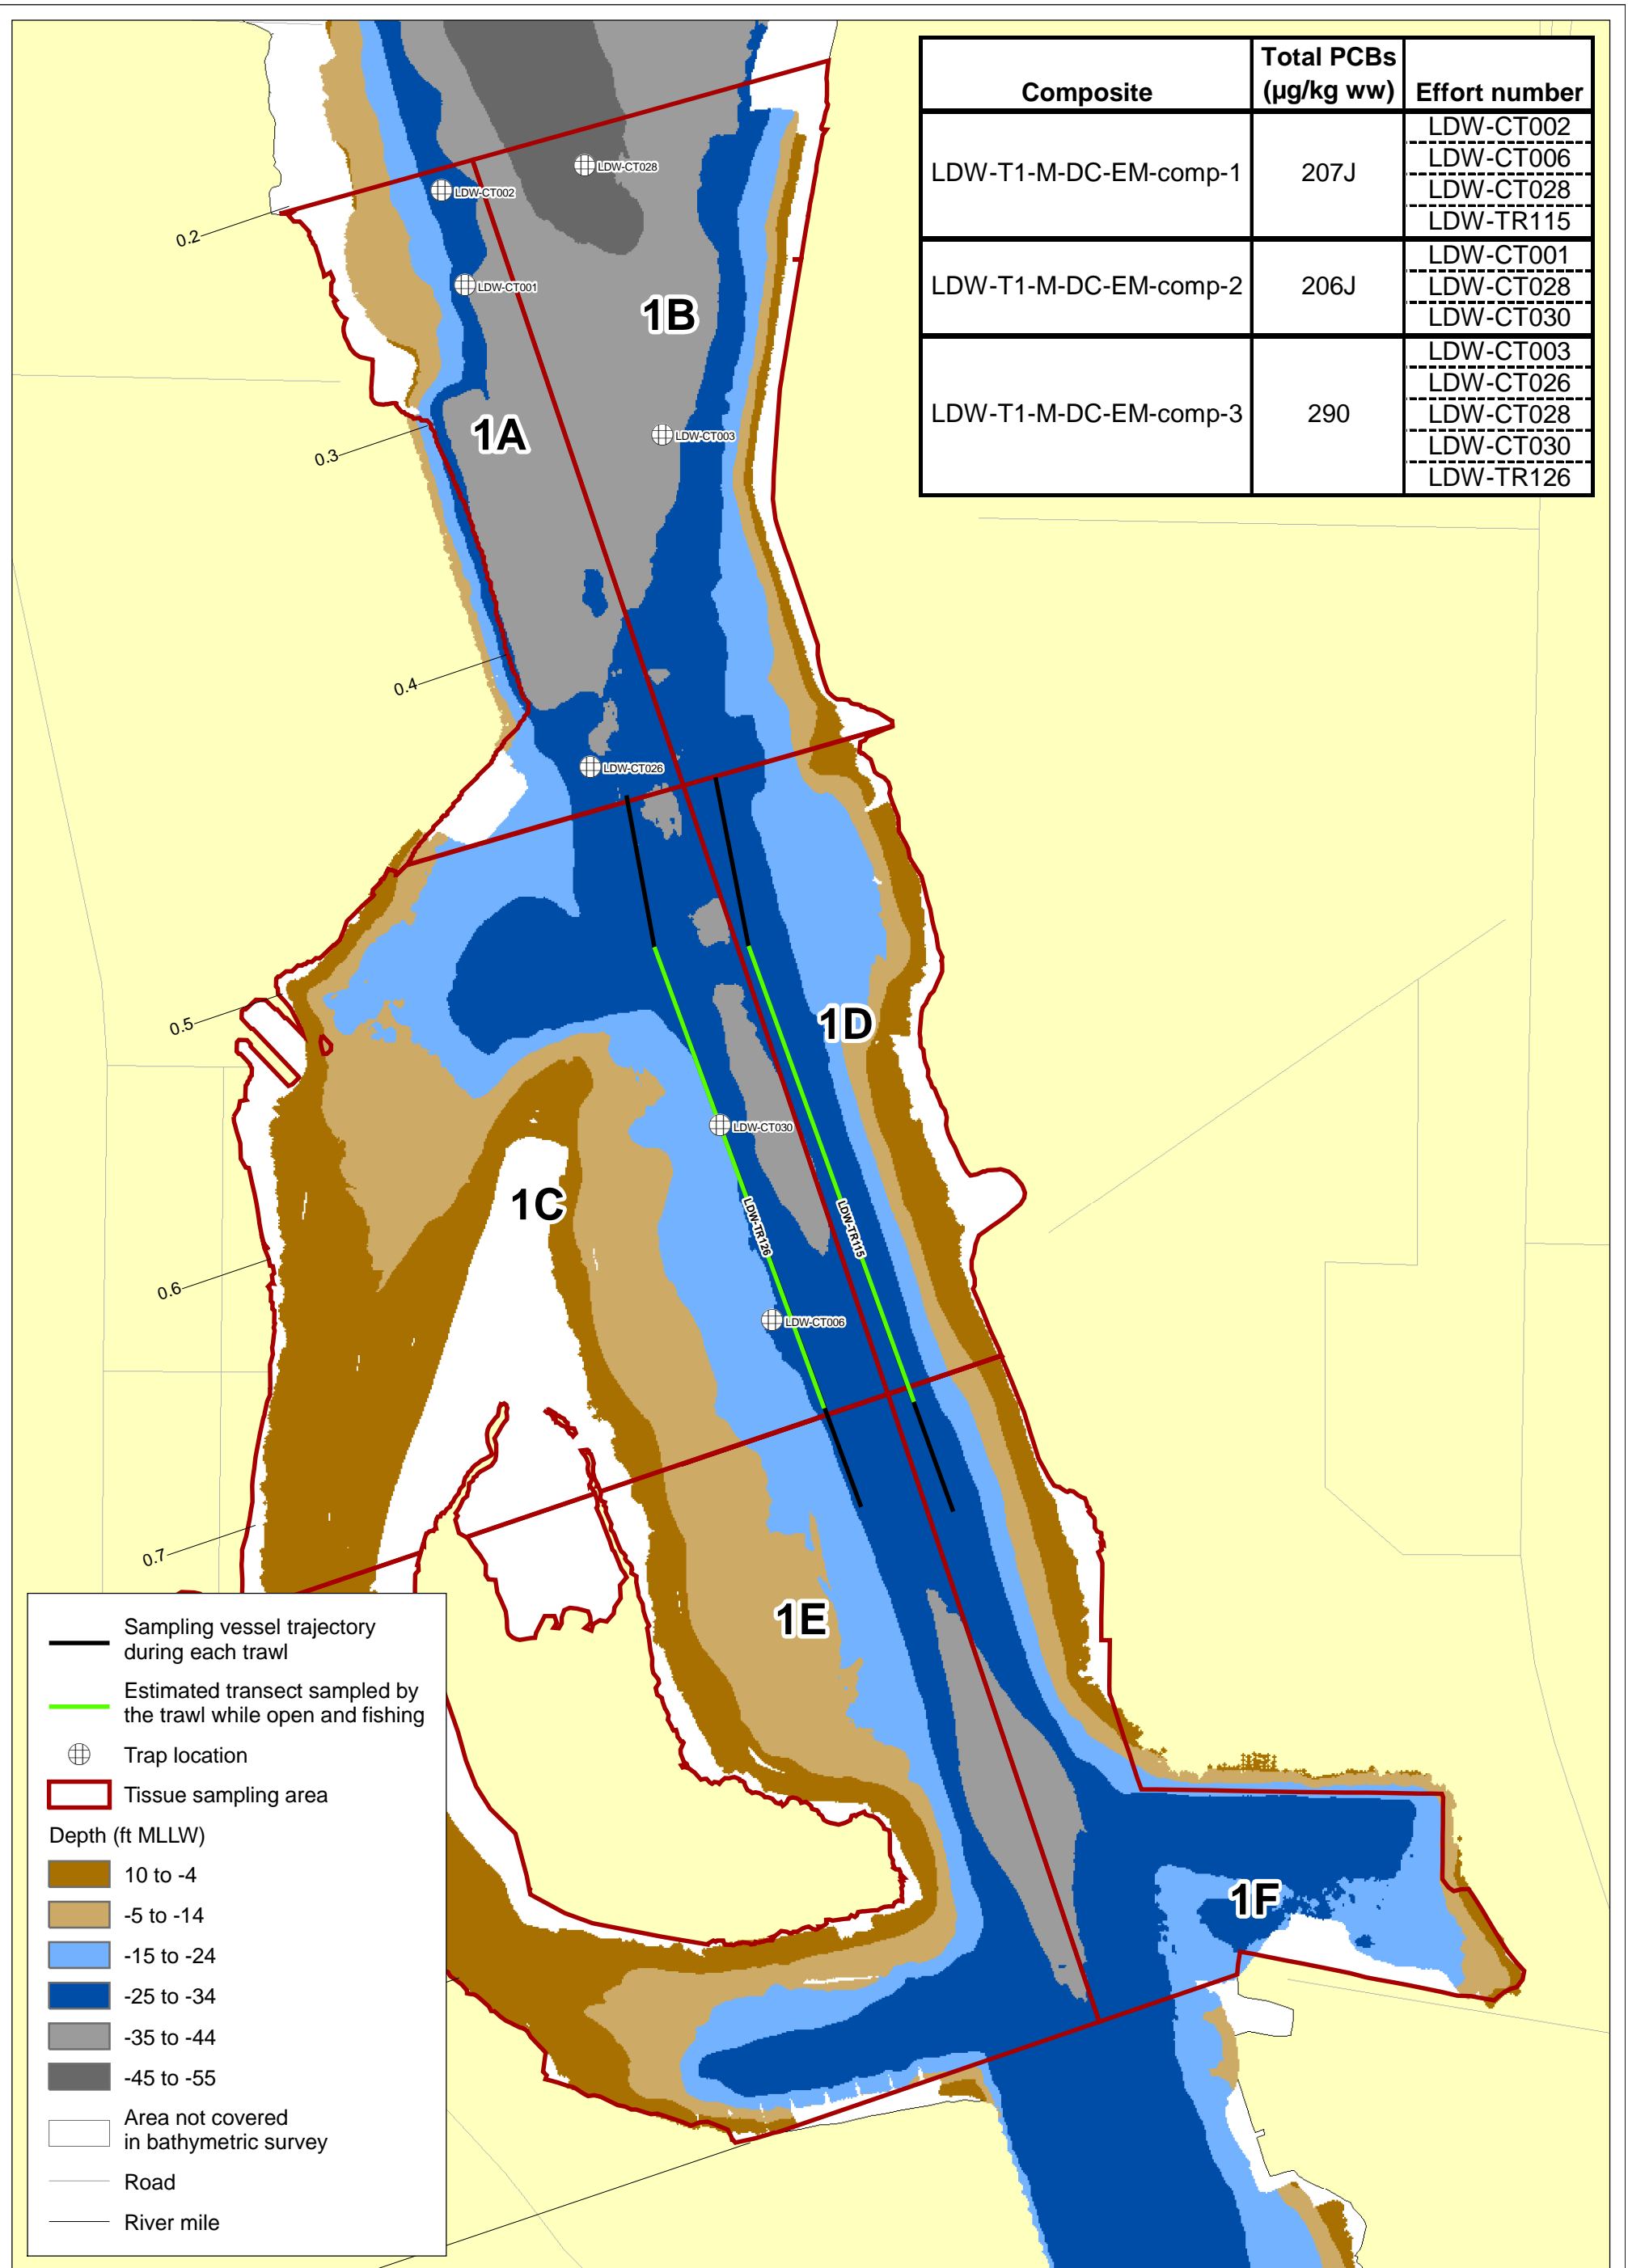 Composite
Total PCBs
(µg/kg ww)
Effort number
LDW-T1-M-DC-EM-comp-1
207J
LDW-CT002
LDW-CT006
LDW-CT028
LDW-TR115
LDW-T1-M-DC-EM-comp-2
206J
LDW-CT001
LDW-CT028
LDW-CT030
LDW-T1-M-DC-EM-comp-3
290
LDW-CT003
LDW-CT026
LDW-CT028
LDW-CT030
LDW-TR126
LDW-CT028
LDW-CT002
0.2
LDW-CT001
1B
1A
LDW-CT003
0.3
0.4
LDW-CT026
0.5
1D
LDW-CT030
1C
LDW-TR126
LDW-TR115
0.6
LDW-CT006
0.7
1E
1F
Sampling vessel trajectory
during each trawl
Estimated transect sampled by
the trawl while open and fishing
Trap location
Tissue sampling area
Depth (ft MLLW)
10 to -4
-5 to -14
-15 to -24
-25 to -34
-35 to -44
-45 to -55
Area not covered
in bathymetric survey
Road
River mile